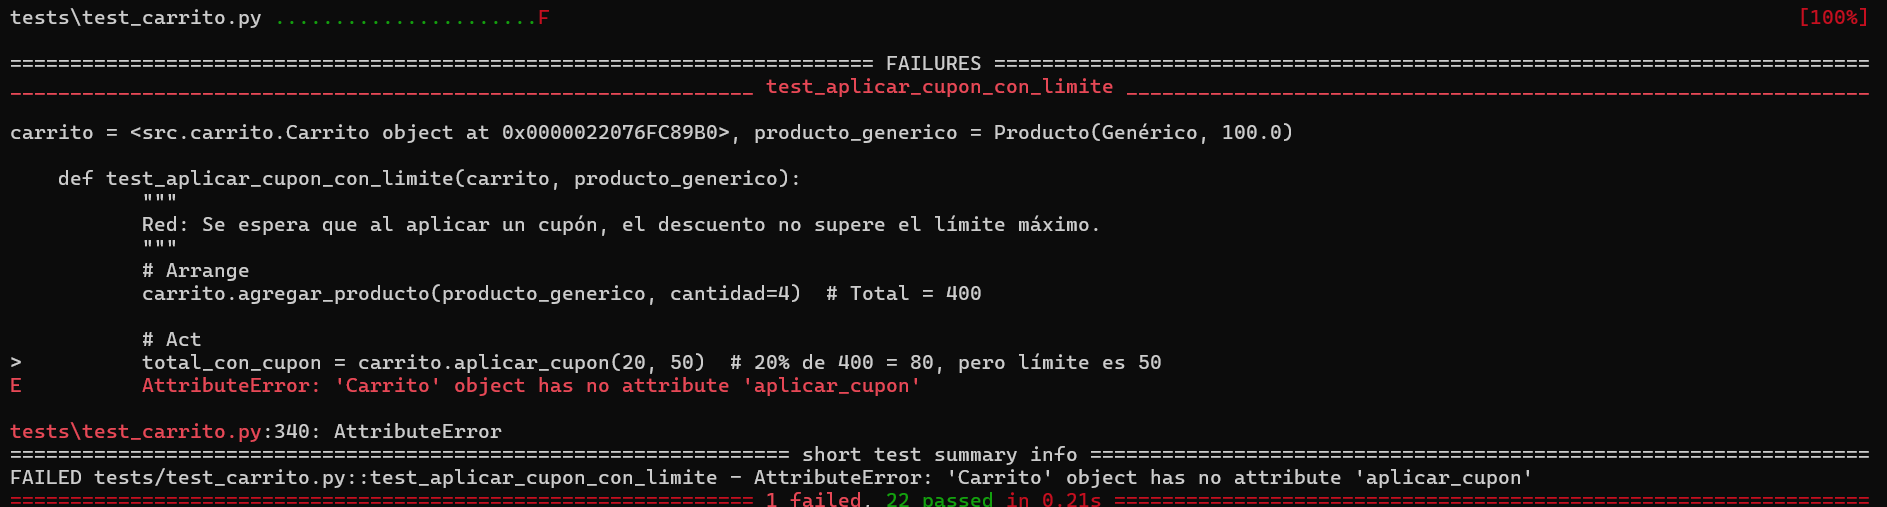 tests\test_carrito.py ......................F [100%]
======================================================================== FAILURES =========================================================================
______________________________________________________________ test_aplicar_cupon_con_limite ______________________________________________________________
carrito = <src.carrito.Carrito object at 0x0000022076FC89B0>, producto_generico = Producto(Genérico, 100.0)
def test_aplicar_cupon_con_limite(carrito, producto_generico):
"""
Red: Se espera que al aplicar un cupón, el descuento no supere el límite máximo.
"""
# Arrange
carrito.agregar_producto(producto_generico, cantidad=4)  # Total = 400
# Act
>          total_con_cupon = carrito.aplicar_cupon(20, 50)  # 20% de 400 = 80, pero límite es 50
E          AttributeError: 'Carrito' object has no attribute 'aplicar_cupon'
tests\test_carrito.py:340: AttributeError
================================================================= short test summary info =================================================================
FAILED tests/test_carrito.py::test_aplicar_cupon_con_limite - AttributeError: 'Carrito' object has no attribute 'aplicar_cupon'
============================================================== 1 failed, 22 passed in 0.21s ===============================================================